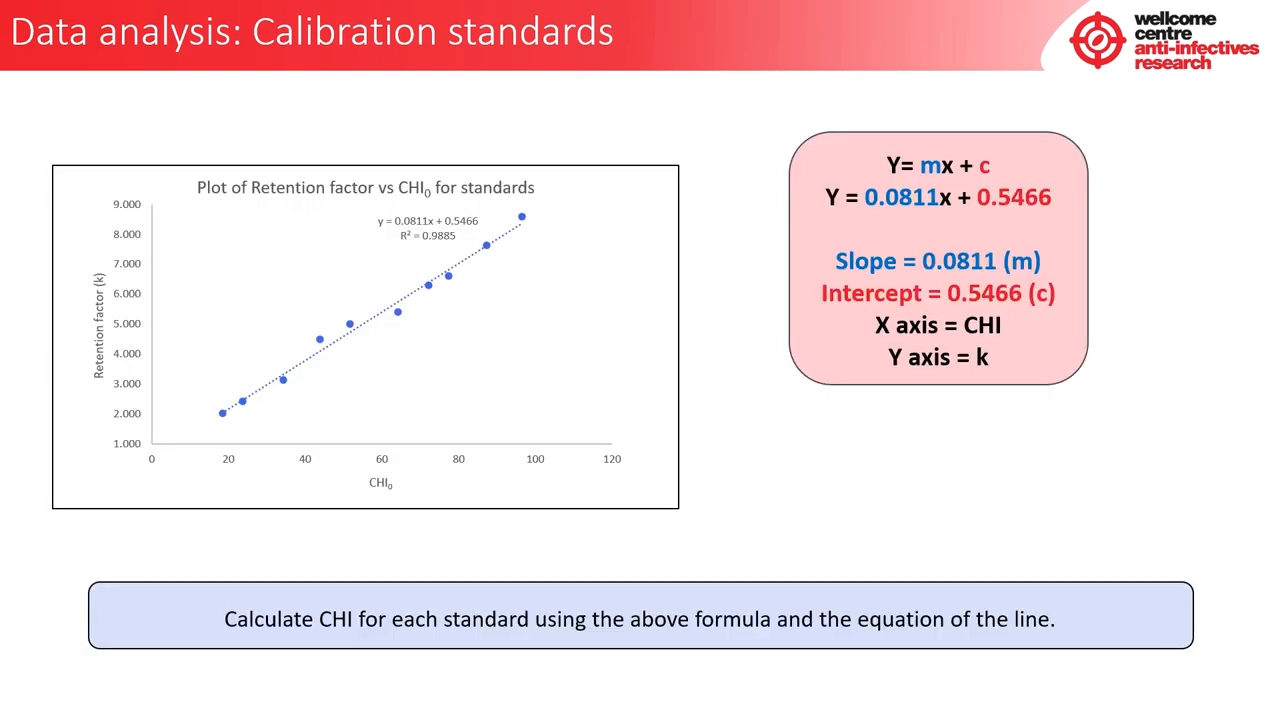 Data analysis: Calibration standards
wellcome
centre
anti-infectives
research
Plot of Retention factor vs CHI₀ for standards
y = 0.0811x + 0.5466
R² = 0.9885
Retention factor (k)
9.000
8.000
7.000
6.000
5.000
4.000
3.000
2.000
1.000
0 20 40 60 80 100 120
CHI₀
Y= mx + c
Y = 0.0811x + 0.5466
Slope = 0.0811 (m)
Intercept = 0.5466 (c)
X axis = CHI
Y axis = k
Calculate CHI for each standard using the above formula and the equation of the line.